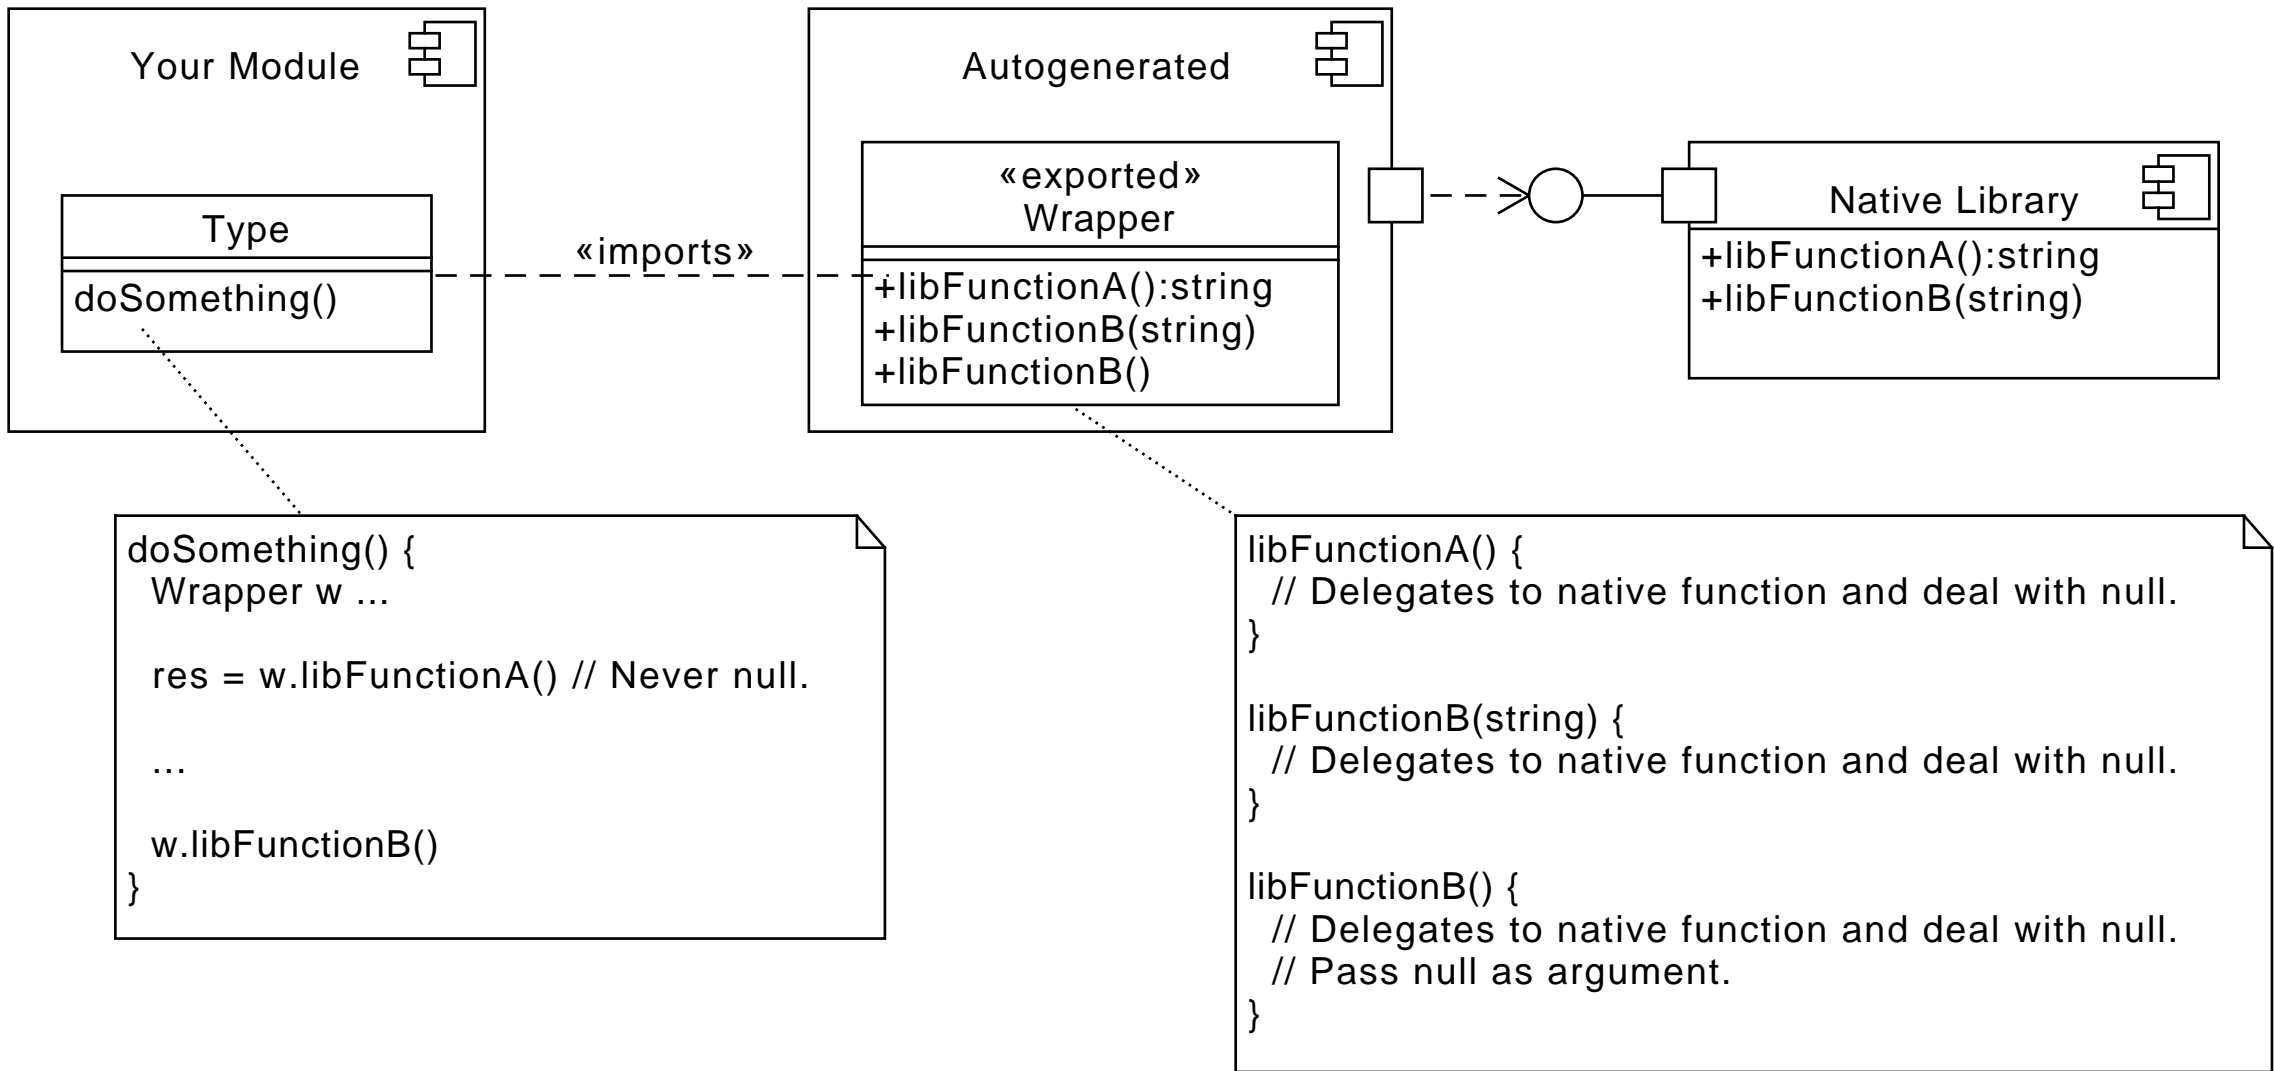 Your Module
Type
doSomething()
«imports»
Autogenerated
«exported»
Wrapper
+libFunctionA():string
+libFunctionB(string)
+libFunctionB()
Native Library
+libFunctionA():string
+libFunctionB(string)
doSomething() {
  Wrapper w ...

  res = w.libFunctionA() // Never null.

  ...

  w.libFunctionB()
}
libFunctionA() {
  // Delegates to native function and deal with null.
}

libFunctionB(string) {
  // Delegates to native function and deal with null.
}

libFunctionB() {
  // Delegates to native function and deal with null.
  // Pass null as argument.
}